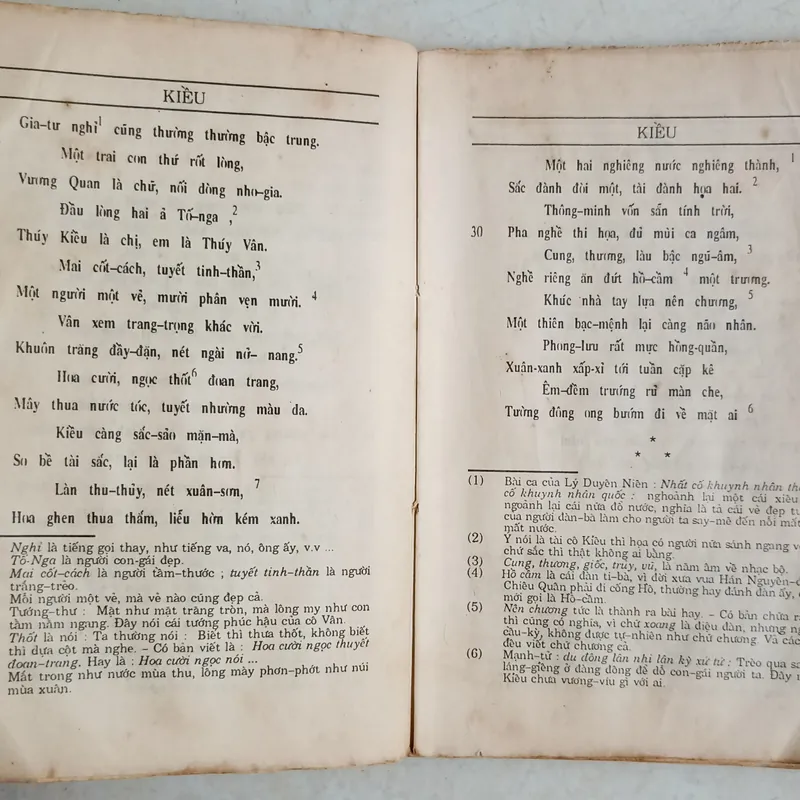 KIỀU
Gia-tư nghỉ1 cũng thường thường bậc trung.
Một trai con thứ rốt lòng,
Vương Quan là chữ, nối dòng nho-gia.
Đầu lòng hai ả Tố-nga ,2
Thúy Kiều là chị, em là Thúy Vân.
Mai cốt-cách, tuyết tinh-thần,3
Một người một vẻ, mười phân vẹn mười. 4
Vân xem trang-trọng khác vời.
Khuôn trăng đầy-đặn, nét ngài nở- nang.5
Hoa cười, ngọc thốt6 đoan trang,
Mây thua nước tóc, tuyết nhường màu da.
Kiều càng sắc-sảo mặn-mà,
So bề tài sắc, lại là phần hơn.
Làn thu-thủy, nét xuân-sơn, 7
Hoa ghen thua thắm, liễu hờn kém xanh.
Nghỉ là tiếng gọi thay, như tiếng va, nó, ông ấy, v.v ...
Tố-Nga là người con-gái đẹp.
Mai cốt-cách là người tầm-thước ; tuyết tinh-thần là người
trắng-trẻo.
Mỗi người một vẻ, mà vẻ nào cũng đẹp cả.
Tướng-thư : Mặt như mặt trăng tròn, mà lông my như con
tằm nằm ngang. Đây nói cái tướng phúc hậu của cô Vân.
Thốt là nói : Ta thường nói : Biết thì thưa thốt, không biết
thì dựa cột mà nghe. - Có bản viết là : Hoa cười ngọc thuyết
đoan-trang. Hay là : Hoa cười ngọc nói ...
Mắt trong như nước mùa thu, lông mày phơn-phớt như núi
mùa xuân.
KIỀU
Một hai nghiêng nước nghiêng thành, 1
Sắc đành đòi một, tài đành họa hai. 2
Thông-minh vốn sẵn tính trời,
30 Pha nghề thi họa, đủ mùi ca ngâm,
Cung, thương, làu bậc ngũ-âm, 3
Nghề riêng ăn đứt hồ-cầm 4 một trương.
Khúc nhà tay lựa nên chương, 5
Một thiên bạc-mệnh lại càng não nhân.
Phong-lưu rất mực hồng-quần,
Xuân-xanh xấp-xỉ tới tuần cập kê
Êm-đềm trướng rủ màn che,
Tường đông ong bướm đi về mặt ai 6
*
* *
(1) Bài ca của Lý Duyên Niên : Nhất cố khuynh nhân
cố khuynh nhân quốc : nghoảnh lại một cái xiêu
ngoảnh lại cái nửa đổ nước, nghĩa là tả cái vẻ đẹp
của người đàn-bà làm cho người ta say-mê đến nỗi mất
mất nước.
(2) Ý nói là tài cô Kiều thì họa có người nữa sánh ngang
chứ sắc thì thật không ai bằng.
(3) Cung, thương, giốc, trủy, vũ, là năm âm về nhạc bộ.
(4) Hồ cầm là cái đàn tì-bà, vì đời xưa vua Hán
Chiêu Quân phải đi cống Hồ, thường hay đánh đàn ấy,
mới gọi là Hồ-cầm.
(5) Nên chương tức là thành ra bài hay. - Có bản chữa
thì cũng có nghĩa, vì chữ xoang là điệu đàn, nhưng
cầu-kỳ, không được tự-nhiên như chữ chương. Và các
đều viết chữ chương cả.
(6) Mạnh-tử : du đông lân nhi lân kỳ xử tử : Trèo qua
láng-giềng ở đàng đông để dỗ con-gái người ta. Đây
Kiều chưa vương-víu gì với ai.